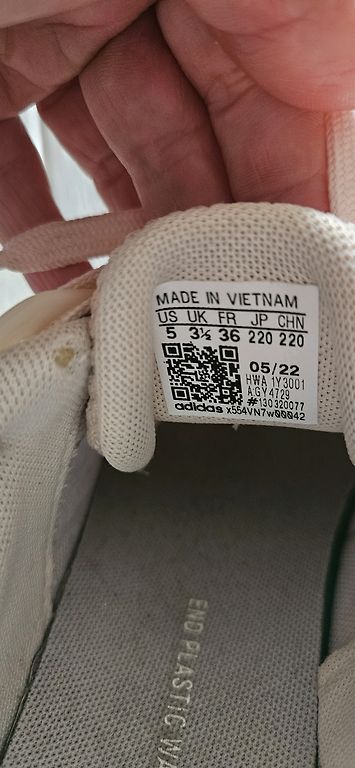 MADE IN VIETNAM
US UK FR JP CHN
5 3½ 36 220 220
05/22
HWA 1Y3001
A:GY4729
#130320077
adidas x554VN7w00042
END PLASTIC WA